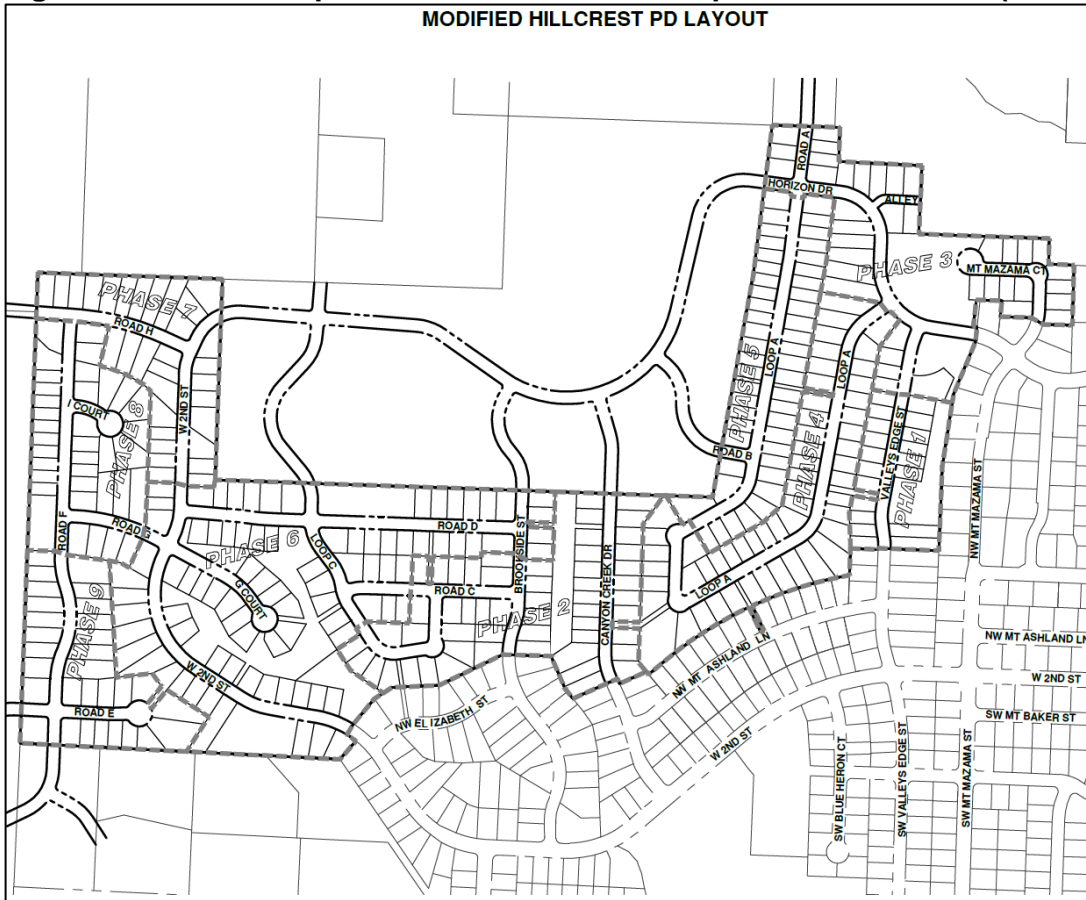 MODIFIED HILLCREST PD LAYOUT
ROAD A
HORIZON DR
ALLEY
PHASE 3
MT MAZAMA CT
PHASE 7
ROAD H
W 2ND ST
LOOP A
LOOP A
PHASE 5
PHASE 4
VALLEYS EDGE ST
PHASE 1
NW MT MAZAMA ST
I COURT
PHASE 8
ROAD B
ROAD F
ROAD G
PHASE 6
LOOP C
ROAD D
BROOKSIDE ST
G COURT
ROAD C
PHASE 2
CANYON CREEK DR
LOOP A
PHASE 9
W 2ND ST
ROAD E
NW ELIZABETH ST
NW MT ASHLAND LN
W 2ND ST
NW MT ASHLAND LN
W 2ND ST
SW MT BAKER ST
SW BLUE HERON CT
SW VALLEYS EDGE ST
SW MT MAZAMA ST